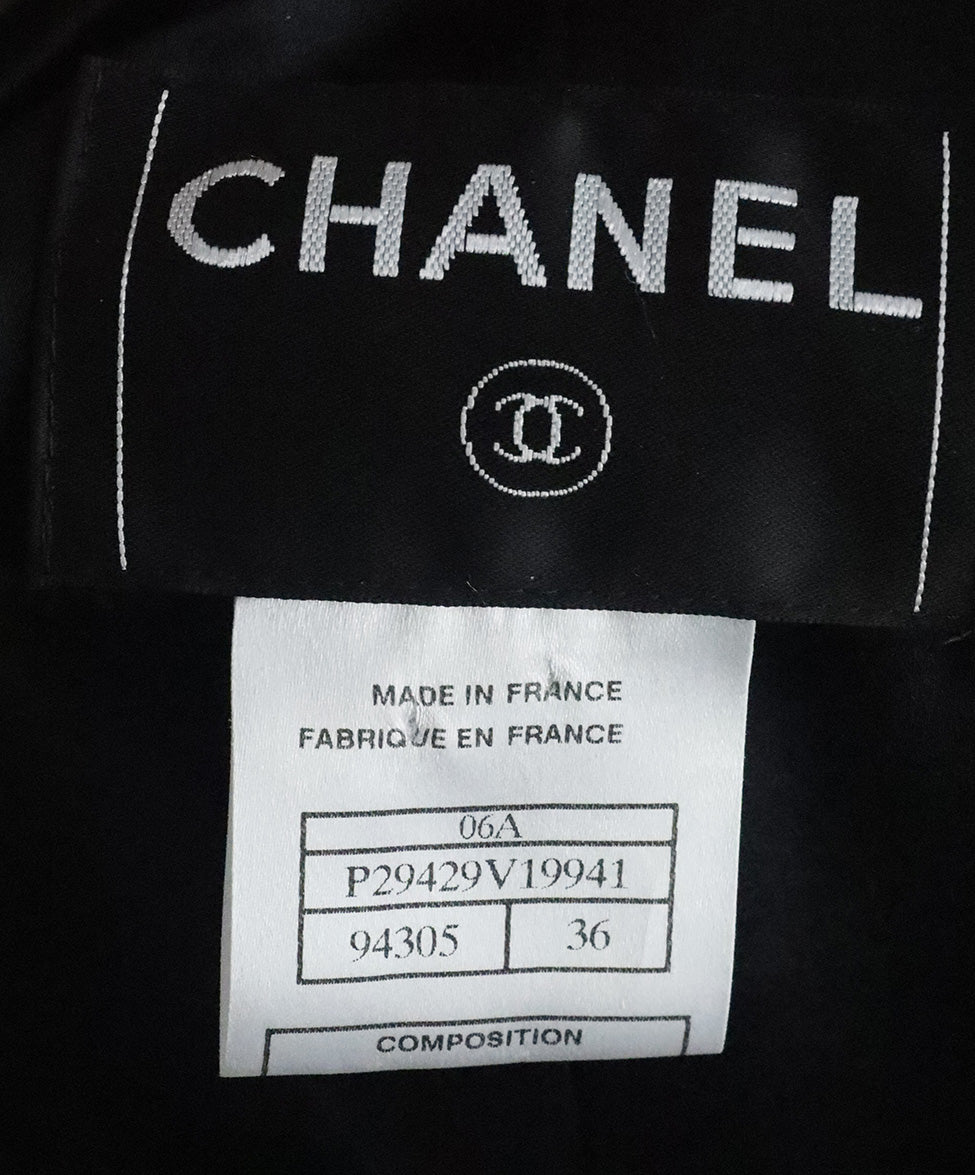 CHANEL
MADE IN FRANCE
FABRIQUE EN FRANCE
06A
P29429V19941
94305 36
COMPOSITION